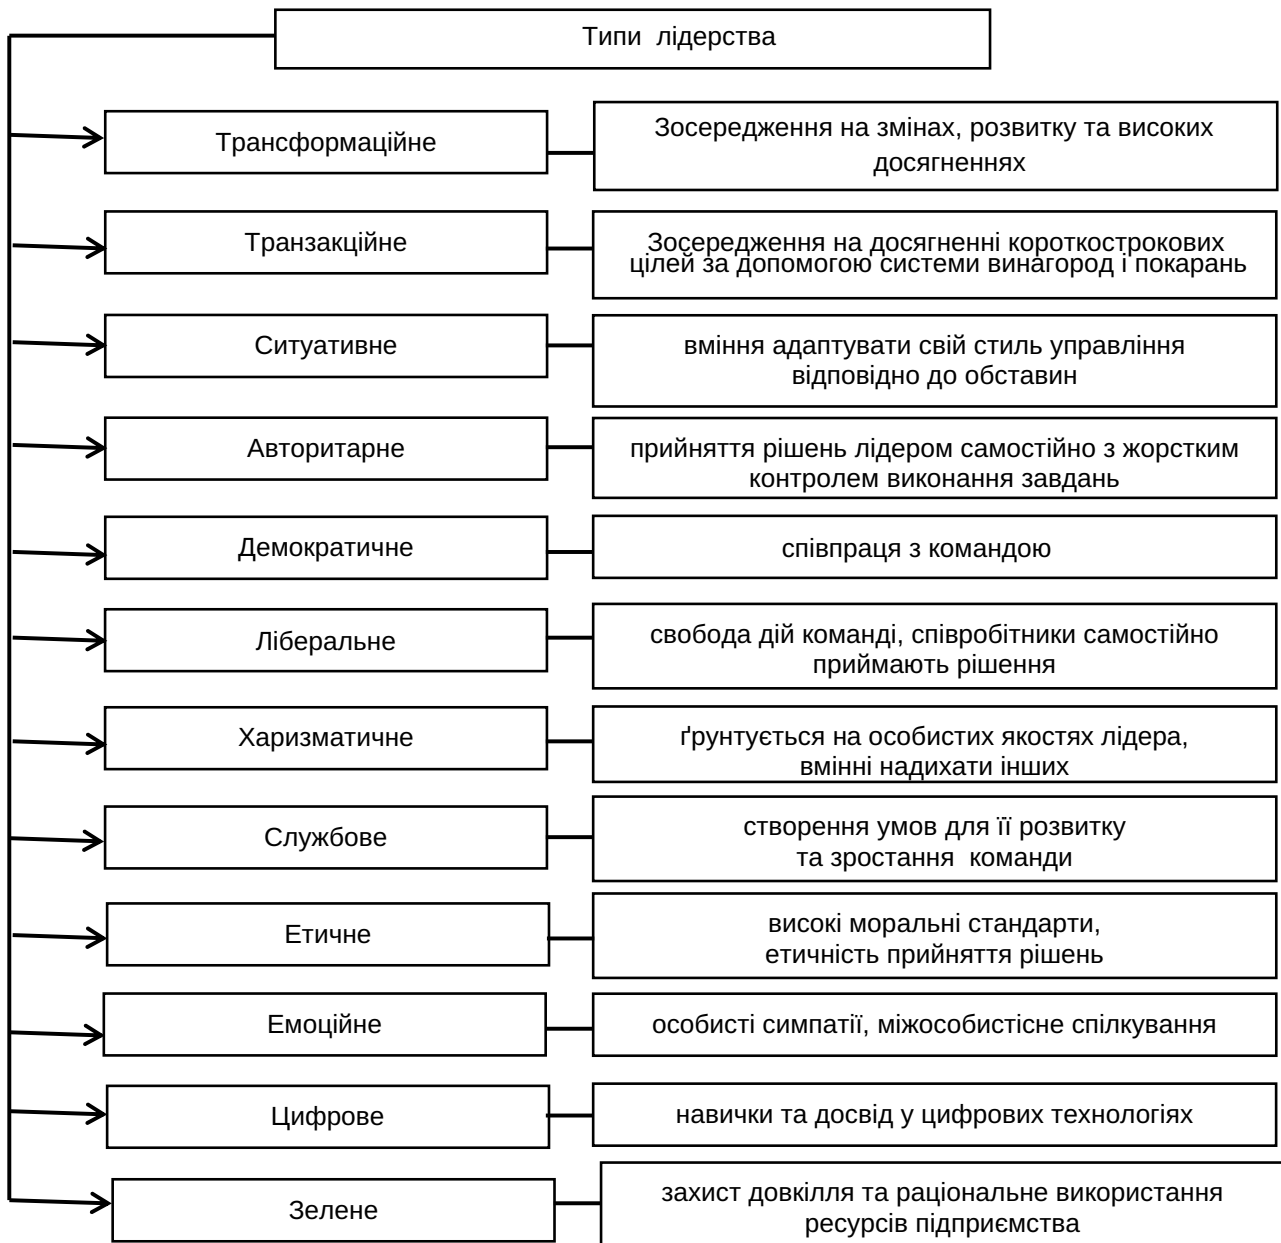 Типи  лідерства
Трансформаційне
Зосередження на змінах, розвитку та високих
досягненнях
Транзакційне
Зосередження на досягненні короткострокових
цілей за допомогою системи винагород і покарань
Ситуативне
вміння адаптувати свій стиль управління
відповідно до обставин
Авторитарне
прийняття рішень лідером самостійно з жорстким
контролем виконання завдань
Демократичне
співпраця з командою
Ліберальне
свобода дій команді, співробітники самостійно
приймають рішення
Харизматичне
ґрунтується на особистих якостях лідера,
вмінні надихати інших
Службове
створення умов для її розвитку
та зростання  команди
Етичне
високі моральні стандарти,
етичність прийняття рішень
Емоційне
особисті симпатії, міжособистісне спілкування
Цифрове
навички та досвід у цифрових технологіях
Зелене
захист довкілля та раціональне використання
ресурсів підприємства